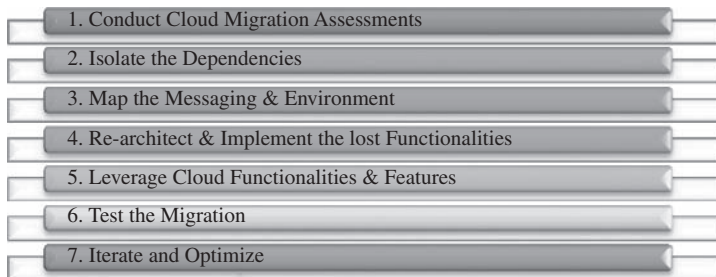 1. Conduct Cloud Migration Assessments
2. Isolate the Dependencies
3. Map the Messaging & Environment
4. Re-architect & Implement the lost Functionalities
5. Leverage Cloud Functionalities & Features
6. Test the Migration
7. Iterate and Optimize